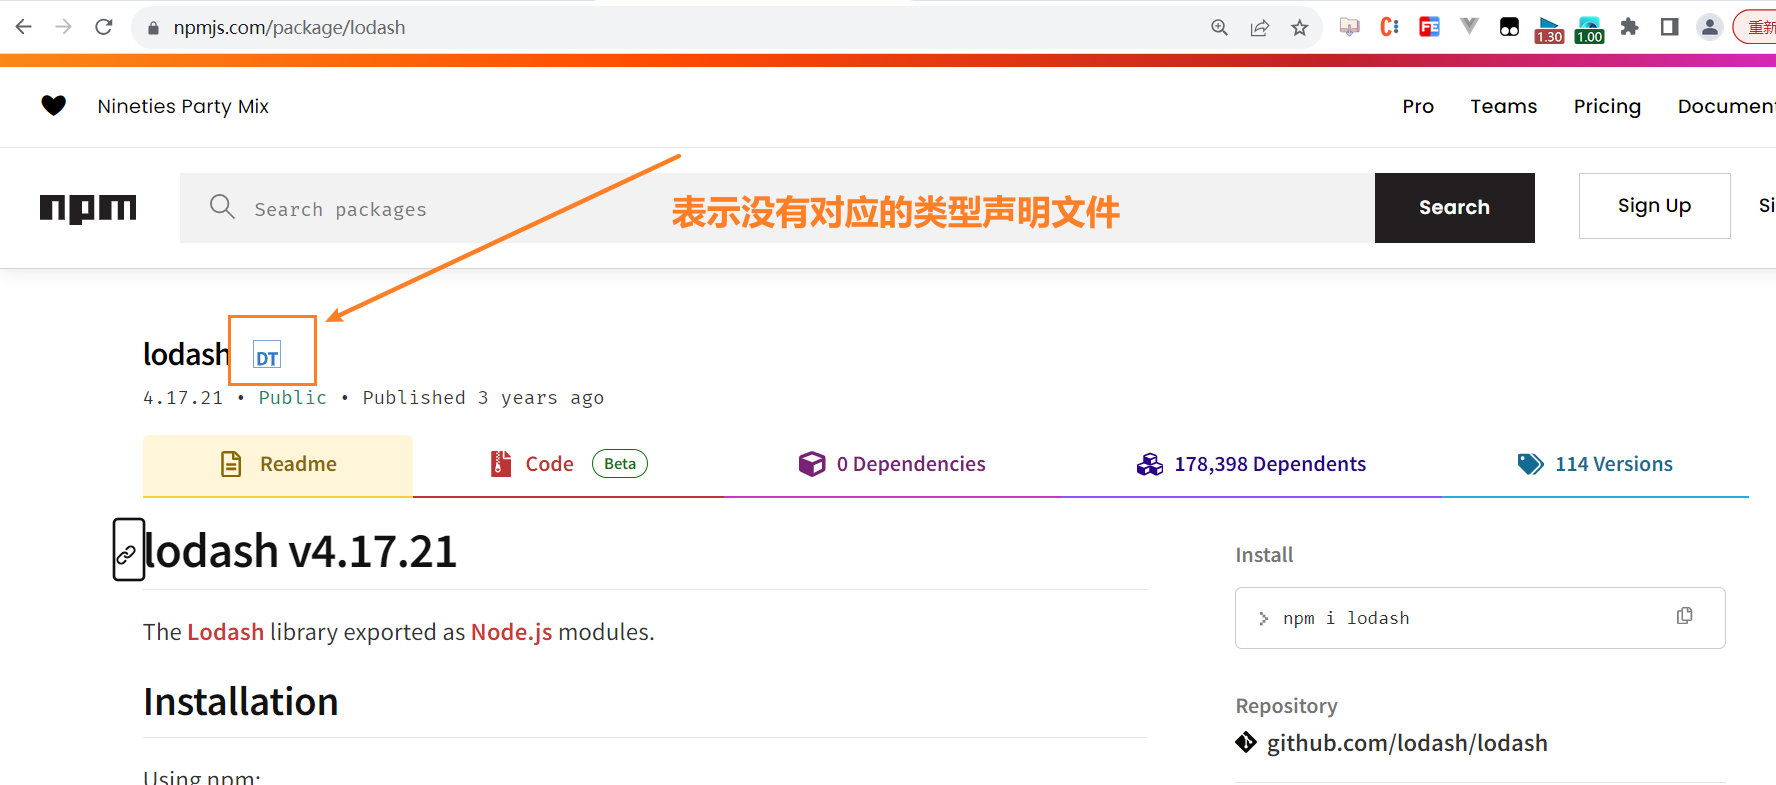 npmjs.com/package/lodash
1.30
1.00
重新
Nineties Party Mix
Pro
Teams
Pricing
Document
npm
Search packages
表示没有对应的类型声明文件
Search
Sign Up
Si
lodash
DT
4.17.21 • Public • Published 3 years ago
Readme
Code
Beta
0 Dependencies
178,398 Dependents
114 Versions
lodash v4.17.21
Install
> npm i lodash
The Lodash library exported as Node.js modules.
Installation
Repository
github.com/lodash/lodash
Using npm: